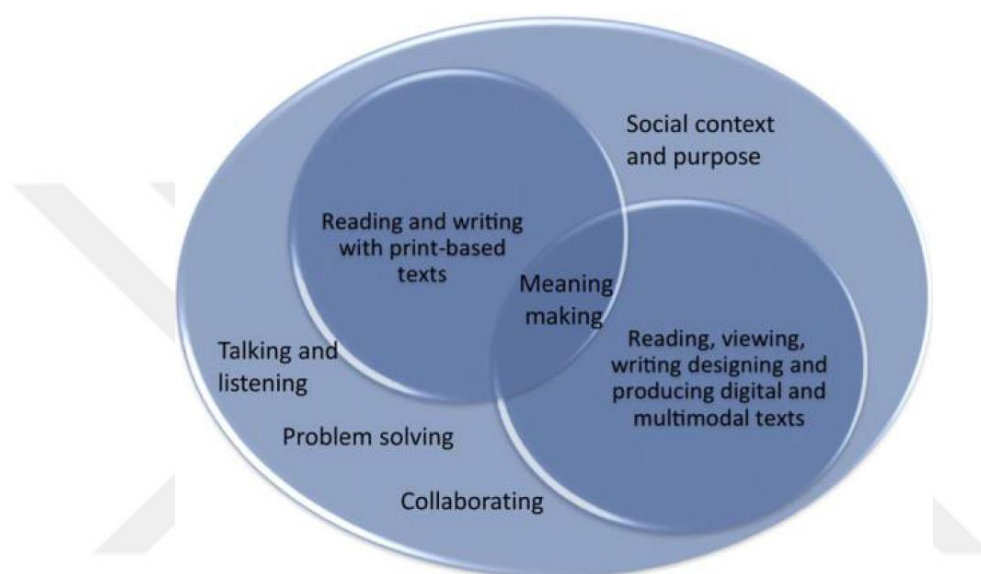 Social context
and purpose
Reading and writing
with print-based
texts
Meaning
making
Reading, viewing,
writing designing and
producing digital and
multimodal texts
Talking and
listening
Problem solving
Collaborating